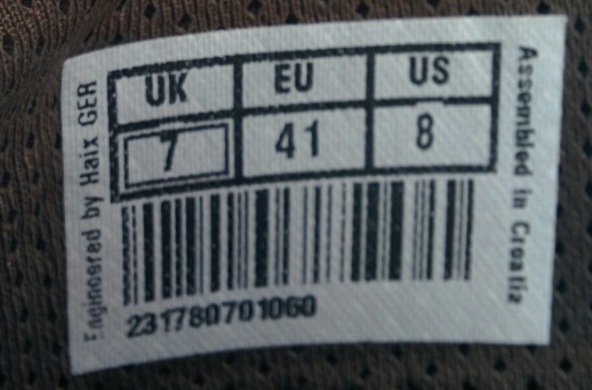 Engineered by Haix GER
UK EU US
7 41 8
231780701060
Assembled in Croatia